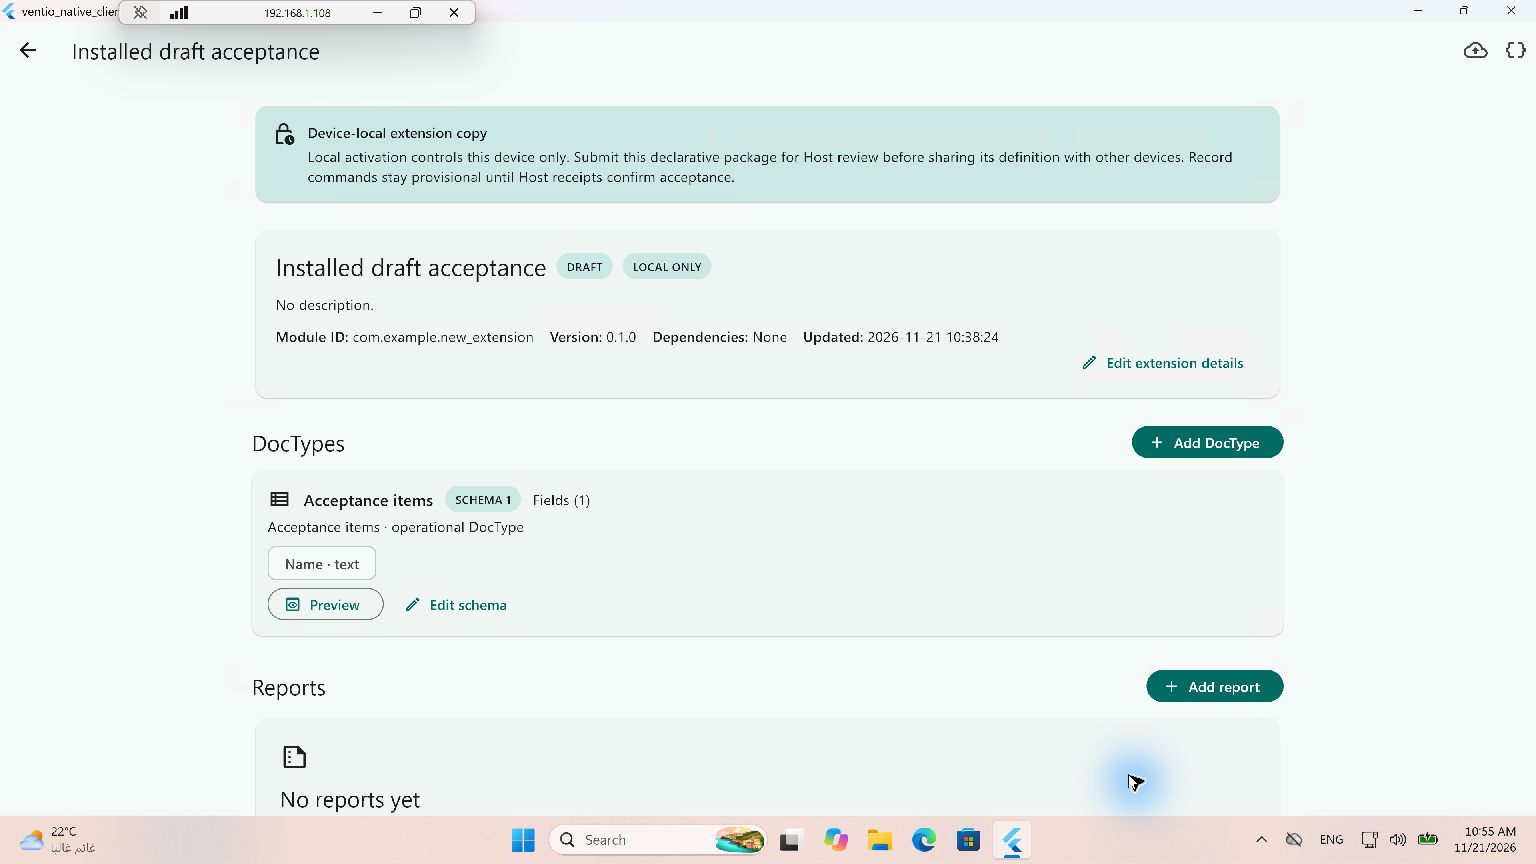 ventio_native_clien
192.168.1.108
Installed draft acceptance
Device-local extension copy
Local activation controls this device only. Submit this declarative package for Host review before sharing its definition with other devices. Record
commands stay provisional until Host receipts confirm acceptance.
Installed draft acceptance DRAFT LOCAL ONLY
No description.
Module ID: com.example.new_extension Version: 0.1.0 Dependencies: None Updated: 2026-11-21 10:38:24
Edit extension details
DocTypes
+ Add DocType
Acceptance items SCHEMA 1 Fields (1)
Acceptance items · operational DocType
Name · text
Preview Edit schema
Reports
+ Add report
No reports yet
22°C
غائم غالبا
Search
ENG
10:55 AM
11/21/2026